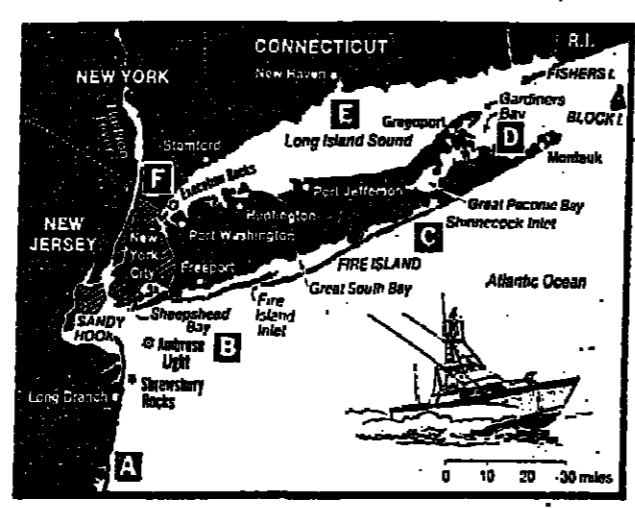 CONNECTICUT
R.I.
NEW YORK
New Haven
FISHERS I.
Gardiners
Bay
BLOCK I.
E
Greenport
Hudson
River
Long Island Sound
D
Stamford
Montauk
F
Execution Rocks
Port Jefferson
Great Peconic Bay
Huntington
Shinnecock Inlet
NEW
JERSEY
New
York
City
Port Washington
C
FIRE ISLAND
Freeport
Great South Bay
Atlantic Ocean
SANDY
HOOK
Sheepshead
Bay
Fire
Island
Inlet
B
Ambrose
Light
Long Branch
Shrewsbury
Rocks
A
0 10 20 30 miles